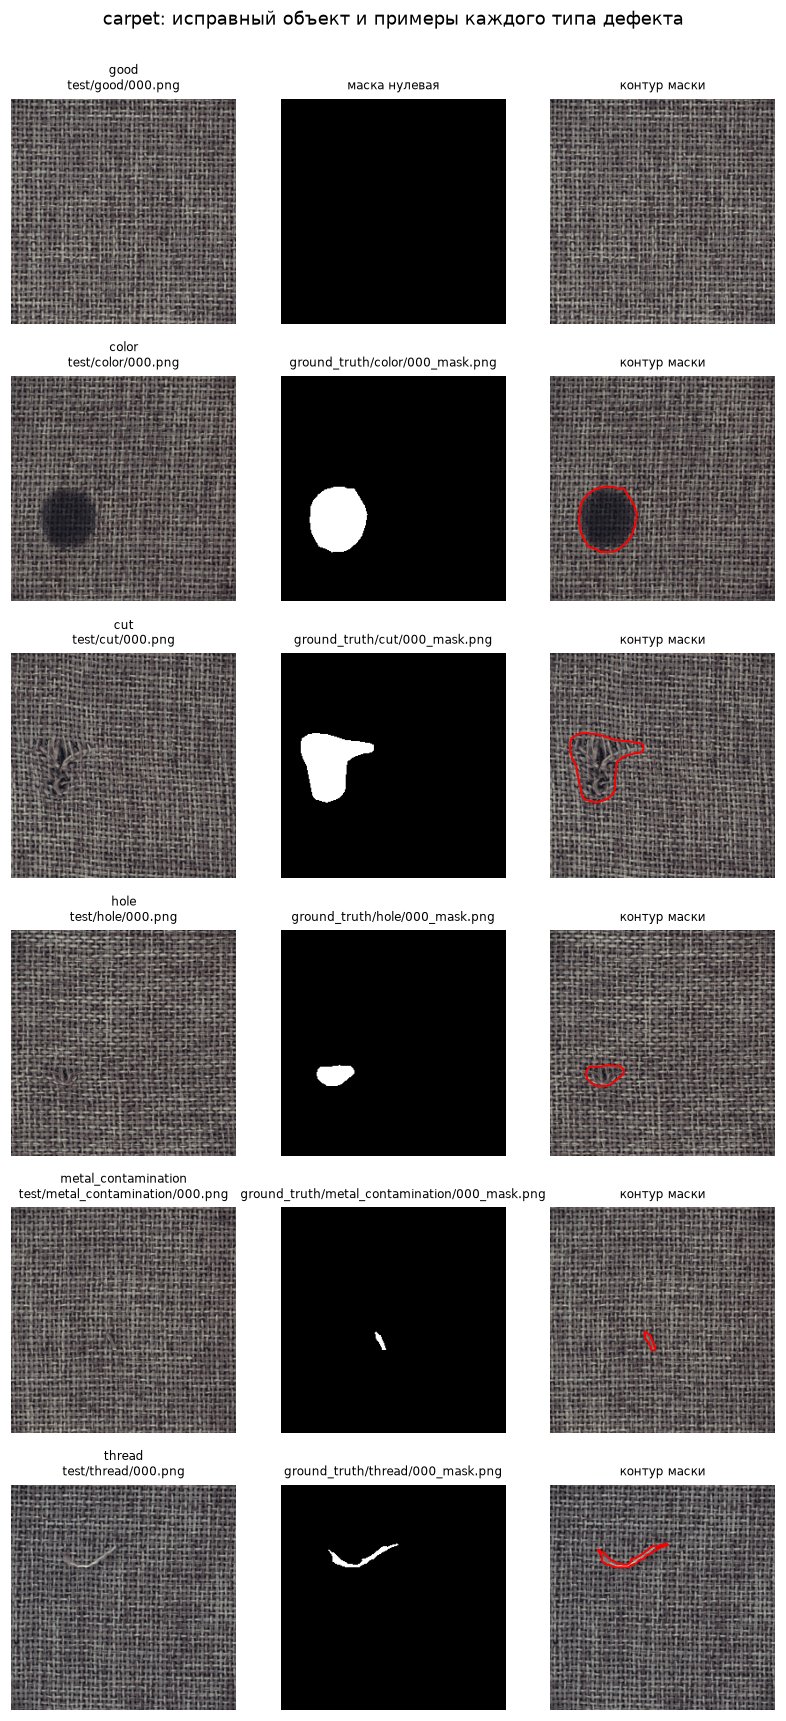 carpet: исправный объект и примеры каждого типа дефекта
good
test/good/000.png
маска нулевая
контур маски
color
test/color/000.png
ground_truth/color/000_mask.png
контур маски
cut
test/cut/000.png
ground_truth/cut/000_mask.png
контур маски
hole
test/hole/000.png
ground_truth/hole/000_mask.png
контур маски
metal_contamination
test/metal_contamination/000.png
ground_truth/metal_contamination/000_mask.png
контур маски
thread
test/thread/000.png
ground_truth/thread/000_mask.png
контур маски